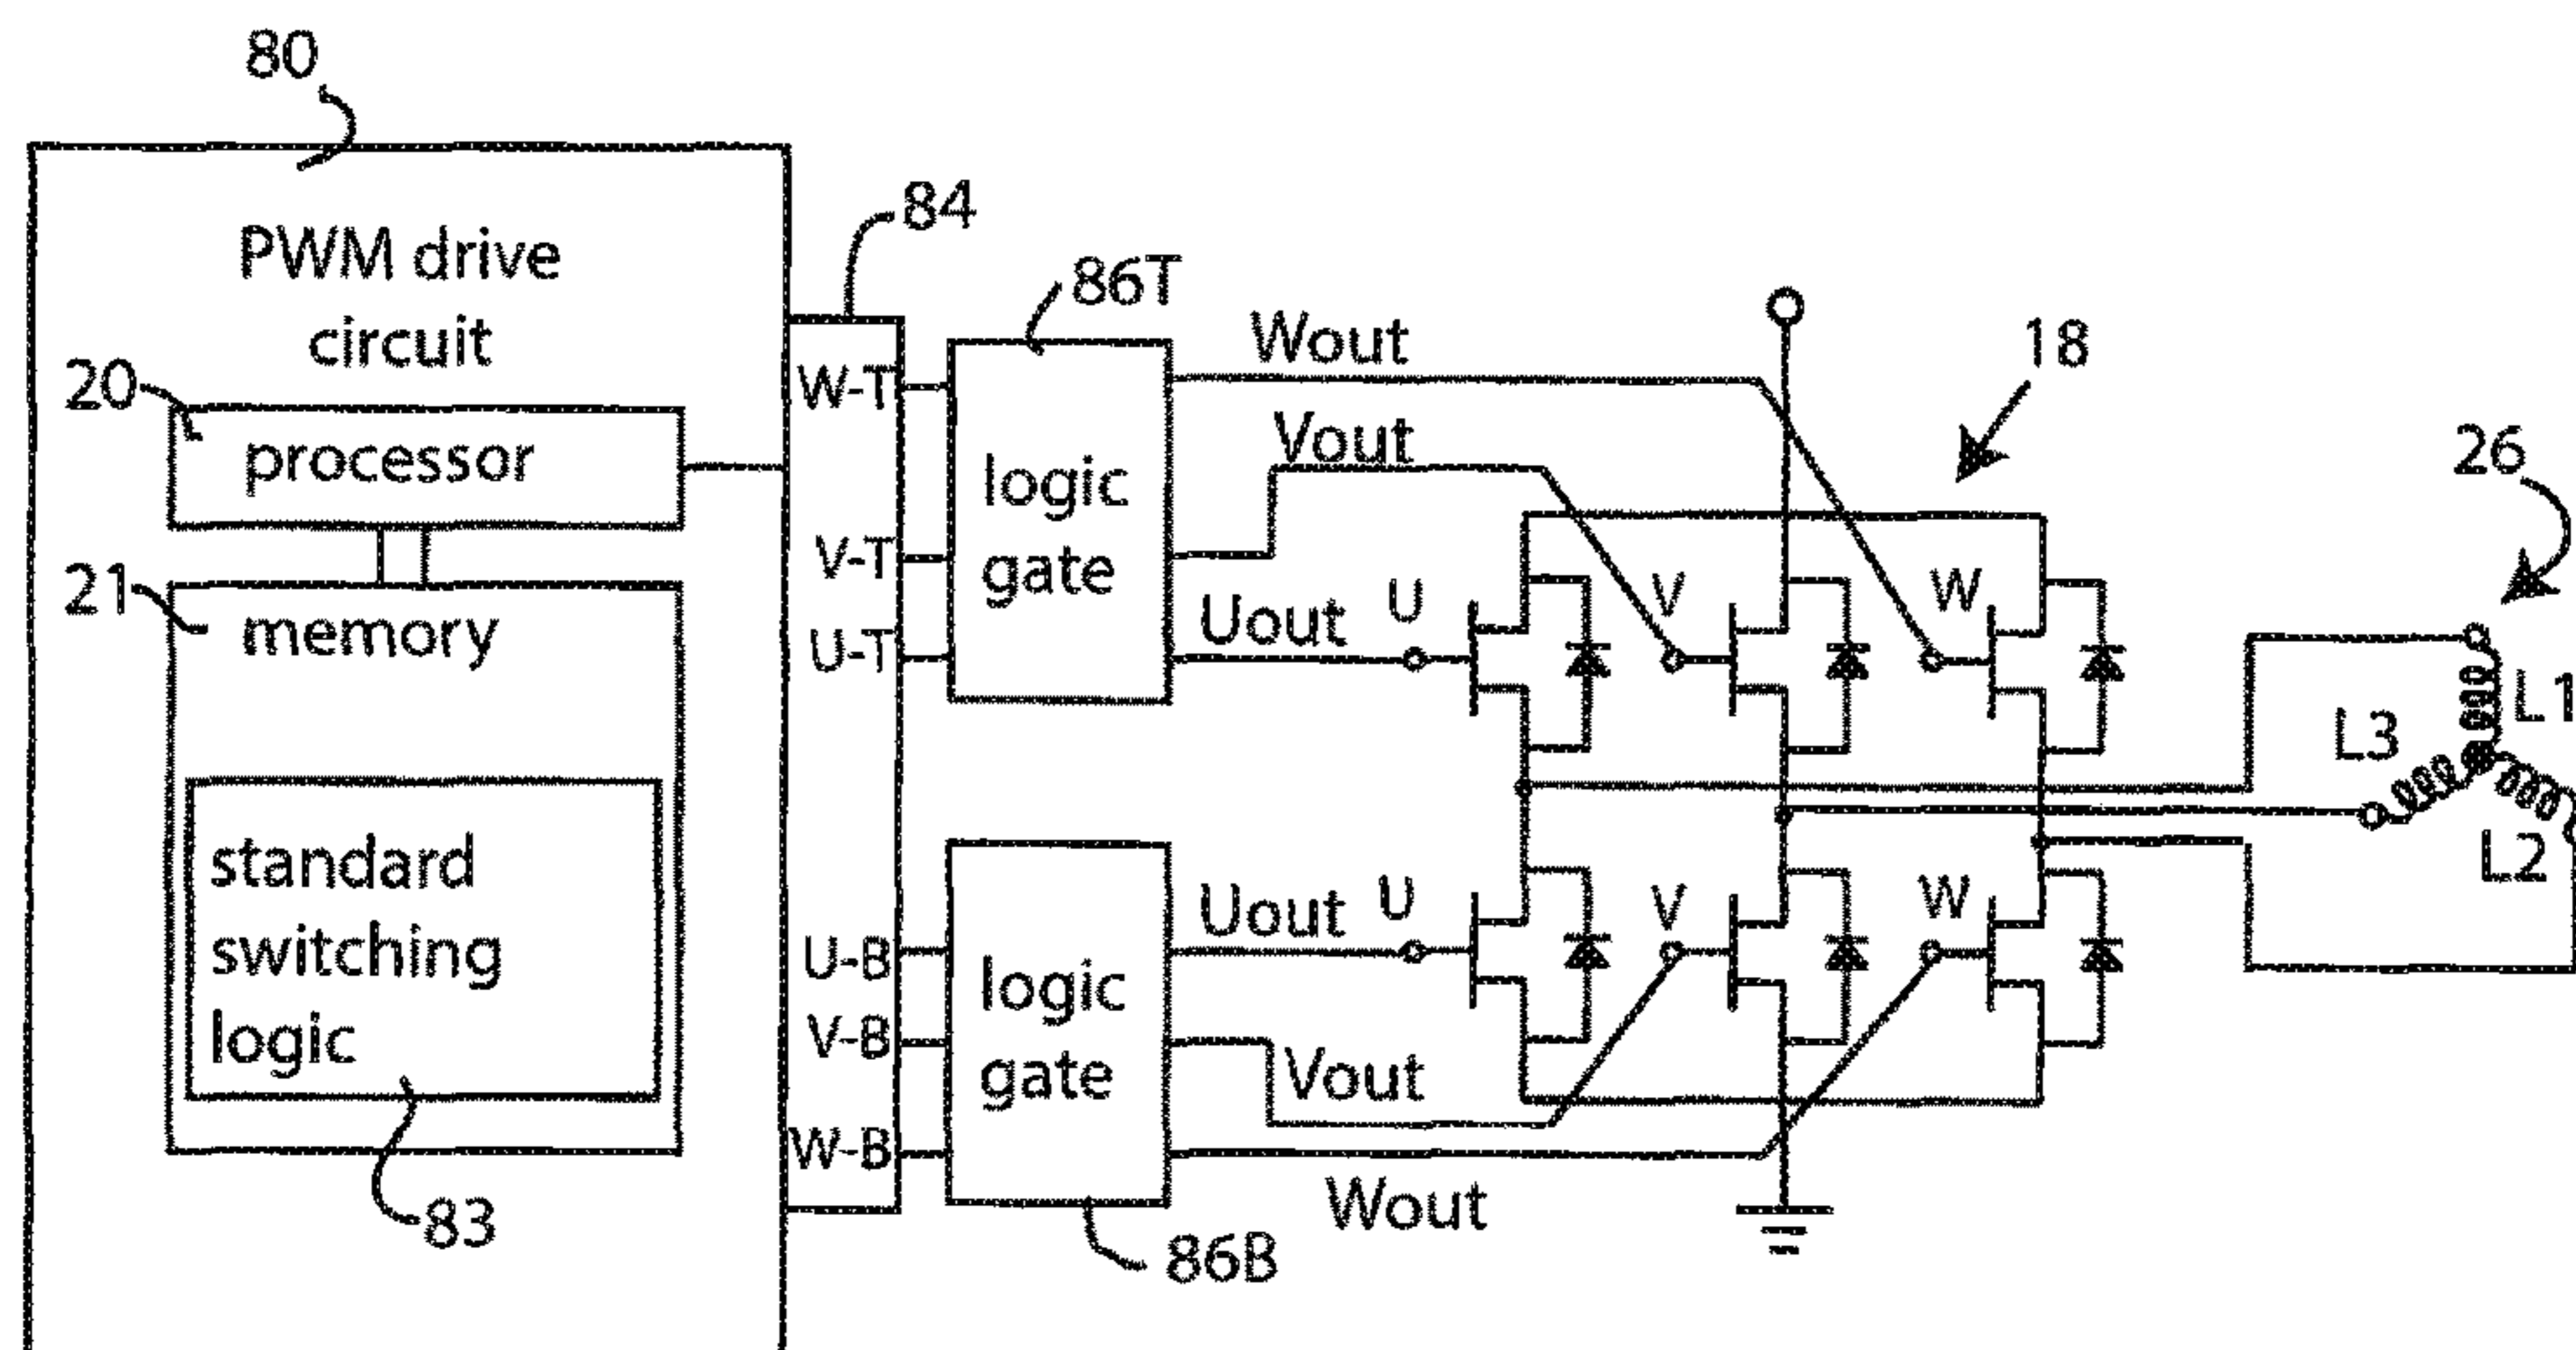 80
PWM drive
circuit
20
processor
21
memory
standard
switching
logic
83
84
W-T
V-T
U-T
U-B
V-B
W-B
86T
logic
gate
logic
gate
86B
Wout
Vout
Uout
Uout
Vout
Wout
U
V
W
U
V
W
18
26
L1
L3
L2